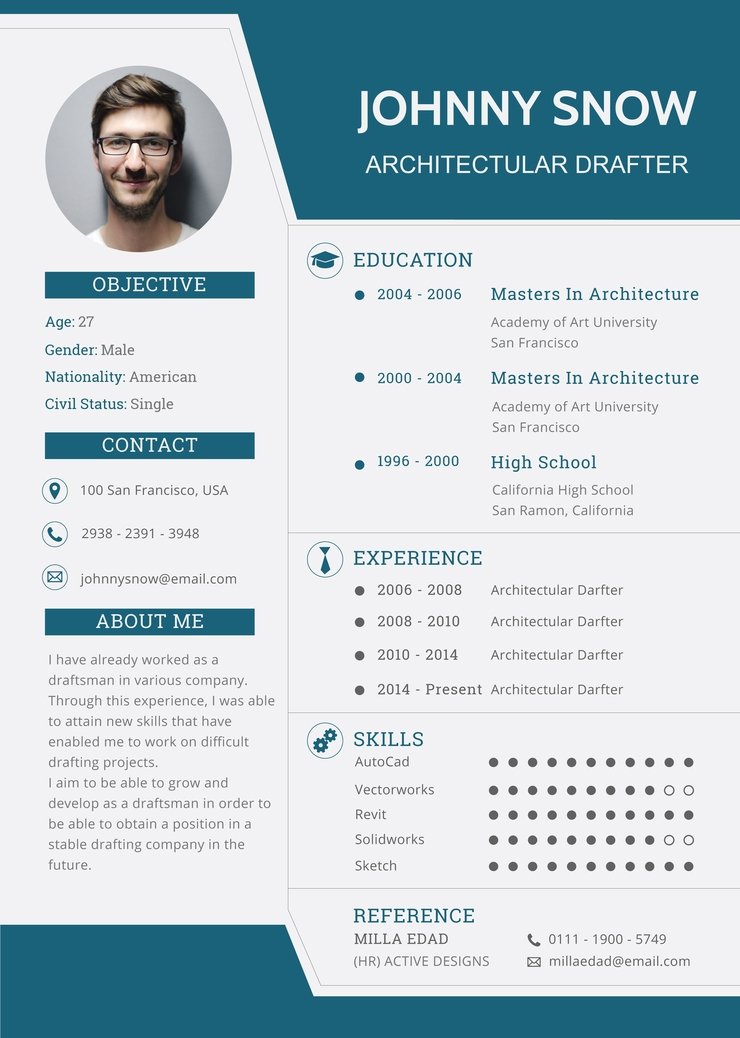 JOHNNY SNOW
ARCHITECTULAR DRAFTER
OBJECTIVE
Age: 27
Gender: Male
Nationality: American
Civil Status: Single
CONTACT
100 San Francisco, USA
2938 - 2391 - 3948
johnnysnow@email.com
ABOUT ME
I have already worked as a
draftsman in various company.
Through this experience, I was able
to attain new skills that have
enabled me to work on difficult
drafting projects.
I aim to be able to grow and
develop as a draftsman in order to
be able to obtain a position in a
stable drafting company in the
future.
EDUCATION
2004 - 2006 Masters In Architecture
Academy of Art University
San Francisco
2000 - 2004 Masters In Architecture
Academy of Art University
San Francisco
1996 - 2000 High School
California High School
San Ramon, California
EXPERIENCE
2006 - 2008 Architectural Darfter
2008 - 2010 Architectural Darfter
2010 - 2014 Architectural Darfter
2014 - Present Architectural Darfter
SKILLS
AutoCad
Vectorworks
Revit
Solidworks
Sketch
REFERENCE
MILLA EDAD 0111 - 1900 - 5749
(HR) ACTIVE DESIGNS millaedad@email.com